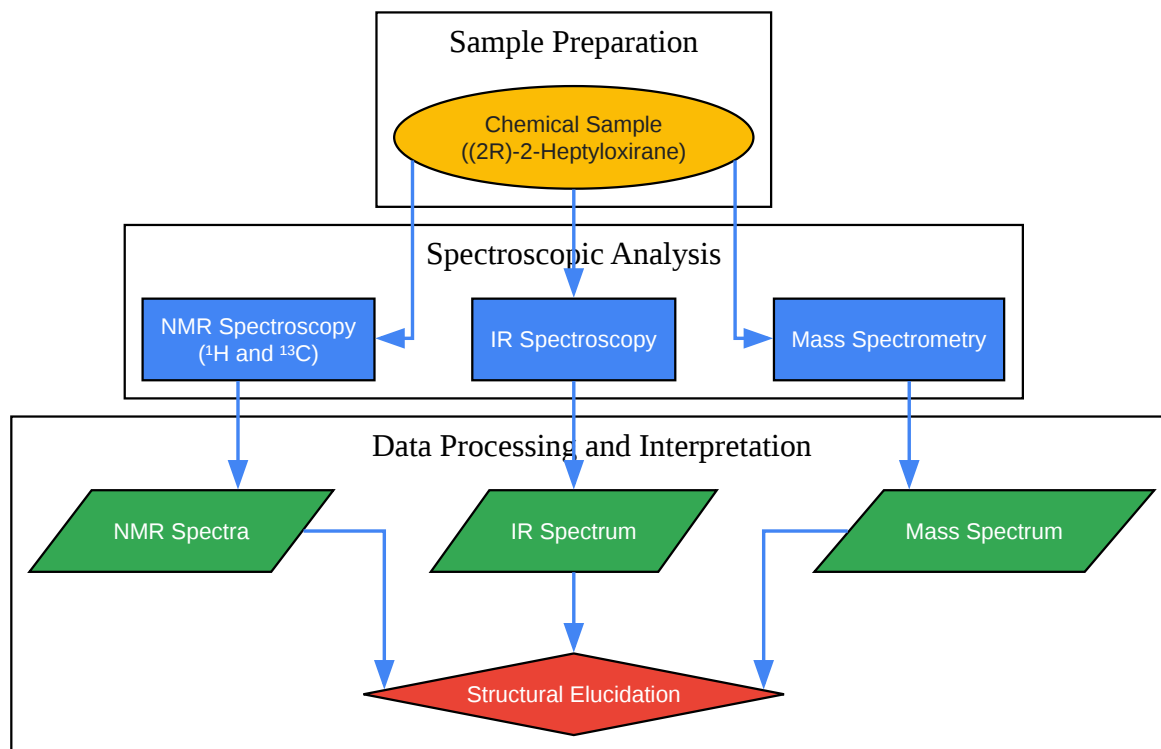 Sample Preparation
Chemical Sample
((2R)-2-Heptyloxirane)
Spectroscopic Analysis
NMR Spectroscopy
(¹H and ¹³C)
IR Spectroscopy
Mass Spectrometry
Data Processing and Interpretation
NMR Spectra
IR Spectrum
Mass Spectrum
Structural Elucidation